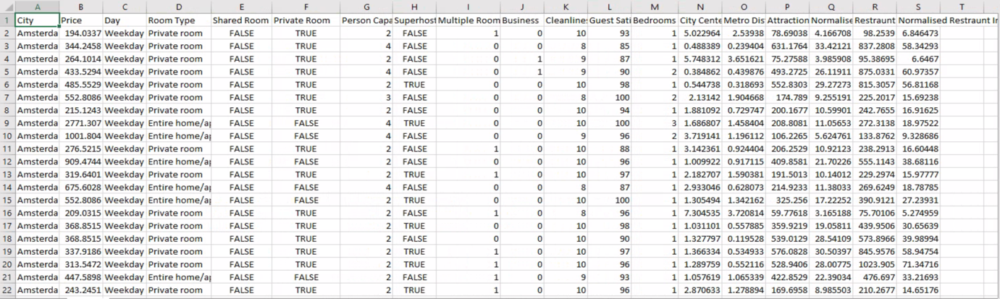 A B C D E F G H I J K L M N O P Q R S T
1 City Price Day Room Type Shared Room Private Room Person Capa Superhost Multiple Room Business Cleanlines Guest Sati Bedrooms City Cente Metro Dis Attraction Normalise Restraunt Normalised Restraunt In
2 Amsterda 194.0337 Weekday Private room FALSE TRUE 2 FALSE 1 0 10 93 1 5.022964 2.53938 78.69038 4.166708 98.2539 6.846473
3 Amsterda 344.2458 Weekday Private room FALSE TRUE 4 FALSE 0 0 8 85 1 0.488389 0.239404 631.1764 33.42121 837.2808 58.34293
4 Amsterda 264.1014 Weekday Private room FALSE TRUE 2 FALSE 0 1 9 87 1 5.748312 3.651621 75.27588 3.985908 95.38695 6.6467
5 Amsterda 433.5294 Weekday Private room FALSE TRUE 4 FALSE 0 1 9 90 2 0.384862 0.439876 493.2725 26.11911 875.0331 60.97357
6 Amsterda 485.5529 Weekday Private room FALSE TRUE 2 TRUE 0 0 10 98 1 0.544738 0.318693 552.8303 29.27273 815.3057 56.81168
7 Amsterda 552.8086 Weekday Private room FALSE TRUE 3 FALSE 0 0 8 100 2 2.13142 1.904668 174.789 9.255191 225.2017 15.69238
8 Amsterda 215.1243 Weekday Private room FALSE TRUE 2 FALSE 0 0 10 94 1 1.881092 0.729747 200.1677 10.59901 242.7655 16.91625
9 Amsterda 2771.307 Weekday Entire home/ap FALSE FALSE 4 TRUE 0 0 10 100 3 1.686807 1.458404 208.8081 11.05653 272.3138 18.97522
10 Amsterda 1001.804 Weekday Entire home/ap FALSE FALSE 4 FALSE 0 0 9 96 2 3.719141 1.196112 106.2265 5.624761 133.8762 9.328686
11 Amsterda 276.5215 Weekday Private room FALSE TRUE 2 FALSE 1 0 10 88 1 3.142361 0.924404 206.2529 10.92123 238.2913 16.60448
12 Amsterda 909.4744 Weekday Entire home/ap FALSE FALSE 2 FALSE 0 0 10 96 1 1.009922 0.917115 409.8581 21.70226 555.1143 38.68116
13 Amsterda 319.6401 Weekday Private room FALSE TRUE 2 TRUE 1 0 10 97 1 2.182707 1.590381 191.5013 10.14012 229.2974 15.97777
14 Amsterda 675.6028 Weekday Entire home/ap FALSE FALSE 4 FALSE 0 0 8 87 1 2.933046 0.628073 214.9233 11.38033 269.6249 18.78785
15 Amsterda 552.8086 Weekday Entire home/ap FALSE FALSE 2 TRUE 0 0 10 100 1 1.305494 1.342162 325.256 17.22252 390.9121 27.23931
16 Amsterda 209.0315 Weekday Private room FALSE TRUE 2 FALSE 1 0 8 96 1 7.304535 3.720814 59.77618 3.165188 75.70106 5.274959
17 Amsterda 368.8515 Weekday Private room FALSE TRUE 2 TRUE 0 0 10 98 1 1.031101 0.557885 359.9219 19.05811 439.9506 30.65639
18 Amsterda 368.8515 Weekday Private room FALSE TRUE 2 FALSE 0 0 10 90 1 1.327797 0.119528 539.0129 28.54109 573.8966 39.98994
19 Amsterda 337.9186 Weekday Private room FALSE TRUE 2 TRUE 1 0 10 97 1 1.366334 0.534933 576.0828 30.50397 845.9576 58.94754
20 Amsterda 313.5472 Weekday Private room FALSE TRUE 2 TRUE 1 0 10 96 1 1.289759 0.552116 528.9406 28.00775 1023.905 71.34716
21 Amsterda 447.5898 Weekday Entire home/ap FALSE FALSE 2 FALSE 1 0 9 93 1 1.057619 1.065339 422.8529 22.39034 476.697 33.21693
22 Amsterda 243.2451 Weekday Private room FALSE TRUE 2 TRUE 1 0 10 96 1 2.870633 1.278894 169.6958 8.985503 210.2677 14.65176